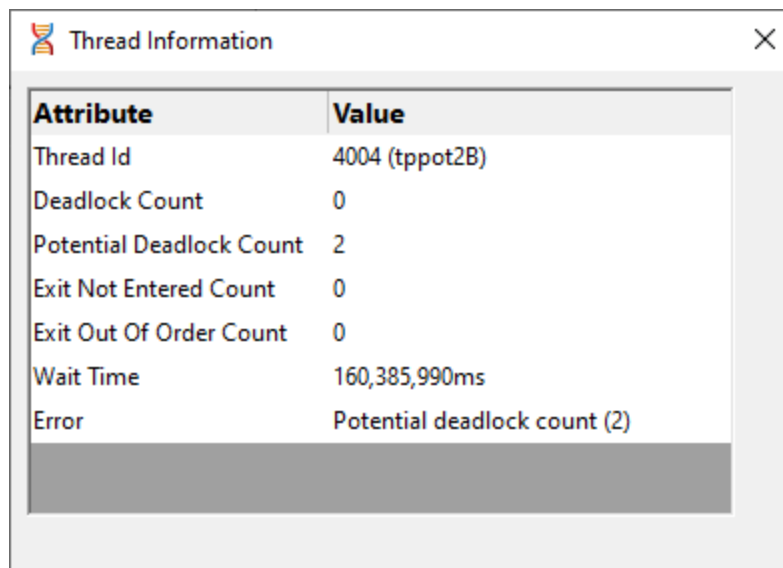 Thread Information
Attribute Value
Thread Id 4004 (tppot2B)
Deadlock Count 0
Potential Deadlock Count 2
Exit Not Entered Count 0
Exit Out Of Order Count 0
Wait Time 160,385,990ms
Error Potential deadlock count (2)